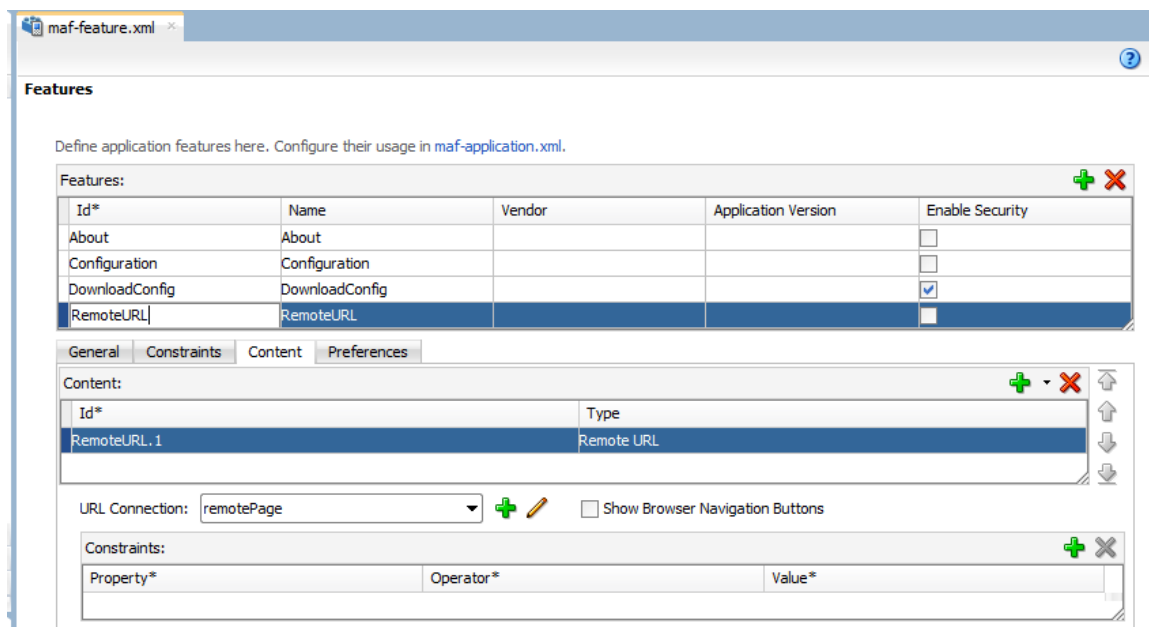 maf-feature.xml
Features
Define application features here. Configure their usage in maf-application.xml.
Features:
Id* Name Vendor Application Version Enable Security
About About
Configuration Configuration
DownloadConfig DownloadConfig
RemoteURL RemoteURL
General Constraints Content Preferences
Content:
Id* Type
RemoteURL.1 Remote URL
URL Connection: remotePage Show Browser Navigation Buttons
Constraints:
Property* Operator* Value*